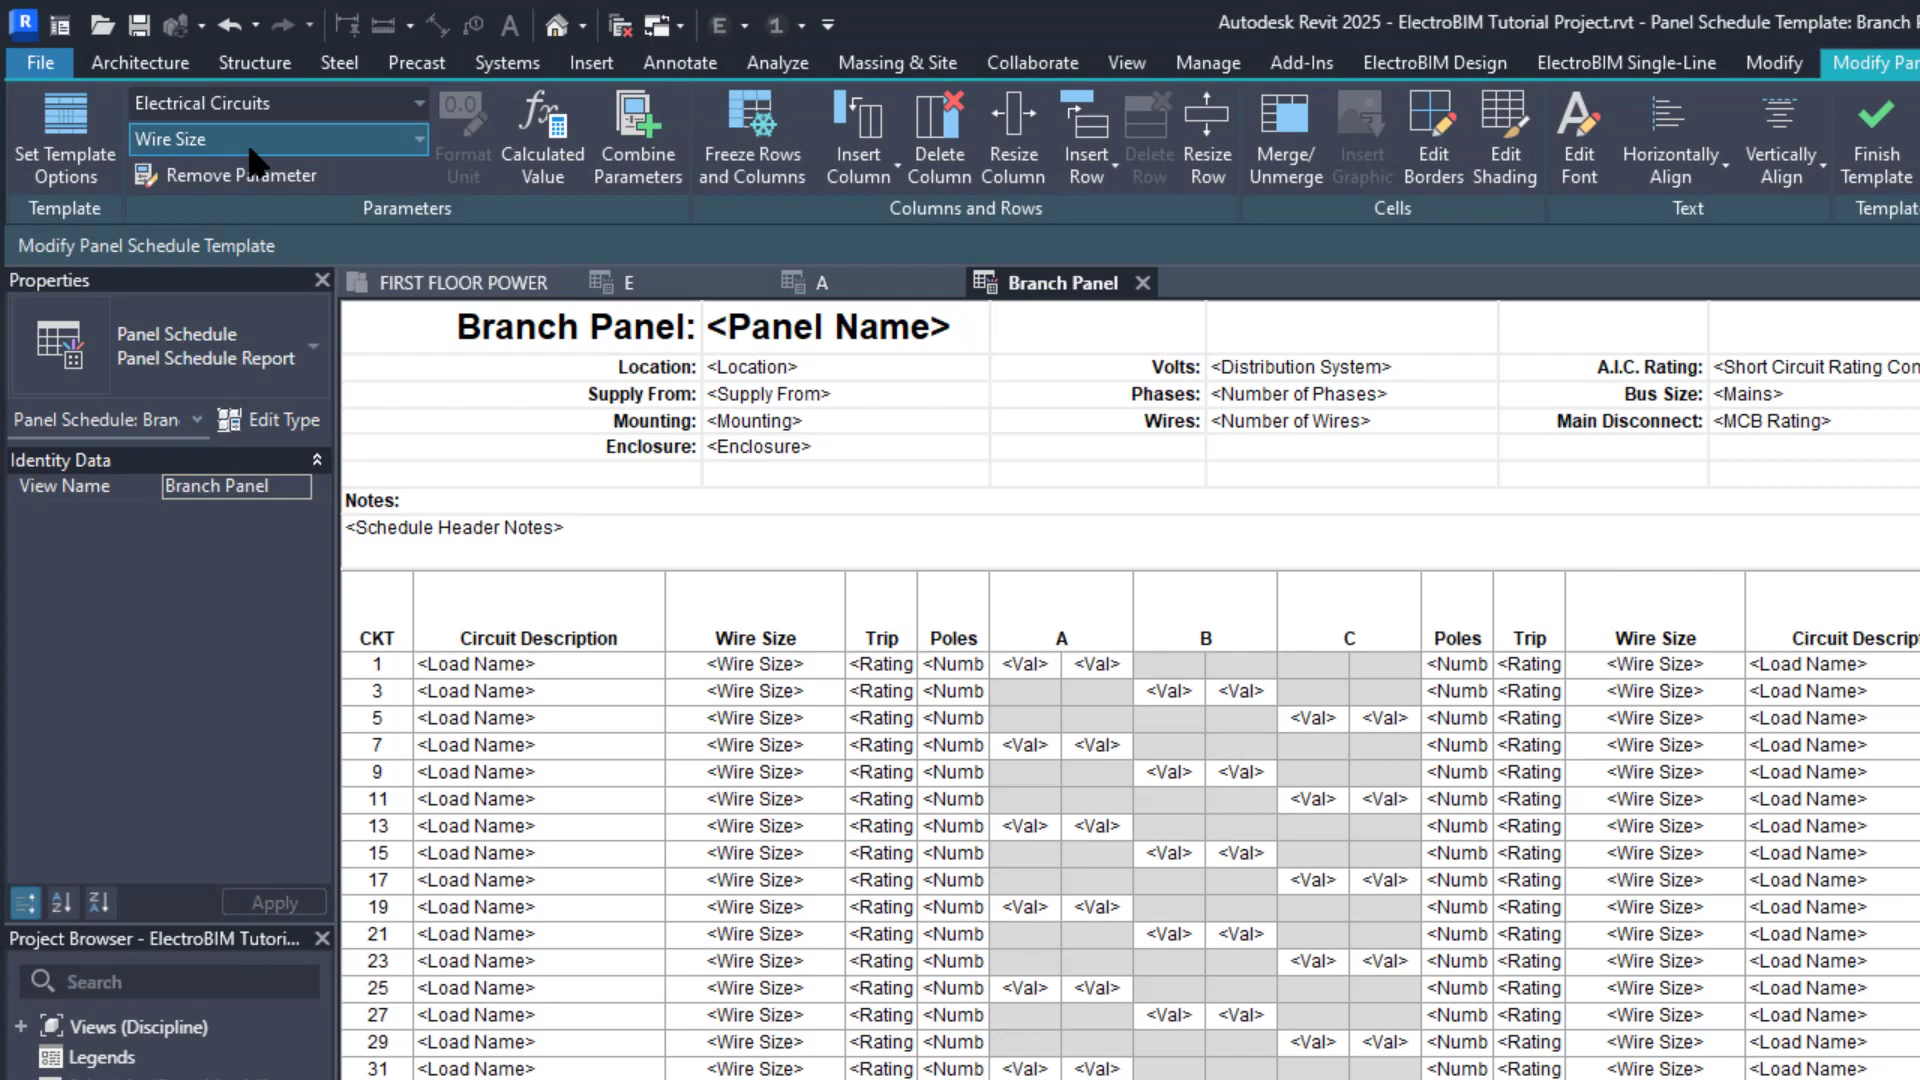 Autodesk Revit 2025 - ElectroBIM Tutorial Project.rvt - Panel Schedule Template: Branch P
File Architecture Structure Steel Precast Systems Insert Annotate Analyze Massing & Site Collaborate View Manage Add-Ins ElectroBIM Design ElectroBIM Single-Line Modify Modify Pan
Electrical Circuits
Wire Size
Remove Parameter
Set Template Options
Format Unit
Calculated Value
Combine Parameters
Freeze Rows and Columns
Insert Column
Delete Column
Resize Column
Insert Row
Delete Row
Resize Row
Merge/ Unmerge
Insert Graphic
Edit Borders
Edit Shading
Edit Font
Horizontally Align
Vertically Align
Finish Template
Template Parameters Columns and Rows Cells Text Templat
Modify Panel Schedule Template
Properties
FIRST FLOOR POWER E A Branch Panel
Panel Schedule
Panel Schedule Report
Panel Schedule: Bran Edit Type
Identity Data
View Name Branch Panel
Apply
Project Browser - ElectroBIM Tutori...
Search
Views (Discipline)
Legends
Branch Panel: <Panel Name>
Location: <Location> Volts: <Distribution System> A.I.C. Rating: <Short Circuit Rating Con
Supply From: <Supply From> Phases: <Number of Phases> Bus Size: <Mains>
Mounting: <Mounting> Wires: <Number of Wires> Main Disconnect: <MCB Rating>
Enclosure: <Enclosure>
Notes:
<Schedule Header Notes>
CKT Circuit Description Wire Size Trip Poles A B C Poles Trip Wire Size Circuit Descrip
1 <Load Name> <Wire Size> <Rating <Numb <Val> <Val> <Numb <Rating <Wire Size> <Load Name>
3 <Load Name> <Wire Size> <Rating <Numb <Val> <Val> <Numb <Rating <Wire Size> <Load Name>
5 <Load Name> <Wire Size> <Rating <Numb <Val> <Val> <Numb <Rating <Wire Size> <Load Name>
7 <Load Name> <Wire Size> <Rating <Numb <Val> <Val> <Numb <Rating <Wire Size> <Load Name>
9 <Load Name> <Wire Size> <Rating <Numb <Val> <Val> <Numb <Rating <Wire Size> <Load Name>
11 <Load Name> <Wire Size> <Rating <Numb <Val> <Val> <Numb <Rating <Wire Size> <Load Name>
13 <Load Name> <Wire Size> <Rating <Numb <Val> <Val> <Numb <Rating <Wire Size> <Load Name>
15 <Load Name> <Wire Size> <Rating <Numb <Val> <Val> <Numb <Rating <Wire Size> <Load Name>
17 <Load Name> <Wire Size> <Rating <Numb <Val> <Val> <Numb <Rating <Wire Size> <Load Name>
19 <Load Name> <Wire Size> <Rating <Numb <Val> <Val> <Numb <Rating <Wire Size> <Load Name>
21 <Load Name> <Wire Size> <Rating <Numb <Val> <Val> <Numb <Rating <Wire Size> <Load Name>
23 <Load Name> <Wire Size> <Rating <Numb <Val> <Val> <Numb <Rating <Wire Size> <Load Name>
25 <Load Name> <Wire Size> <Rating <Numb <Val> <Val> <Numb <Rating <Wire Size> <Load Name>
27 <Load Name> <Wire Size> <Rating <Numb <Val> <Val> <Numb <Rating <Wire Size> <Load Name>
29 <Load Name> <Wire Size> <Rating <Numb <Val> <Val> <Numb <Rating <Wire Size> <Load Name>
31 <Load Name> <Wire Size> <Rating <Numb <Val> <Val> <Numb <Rating <Wire Size> <Load Name>